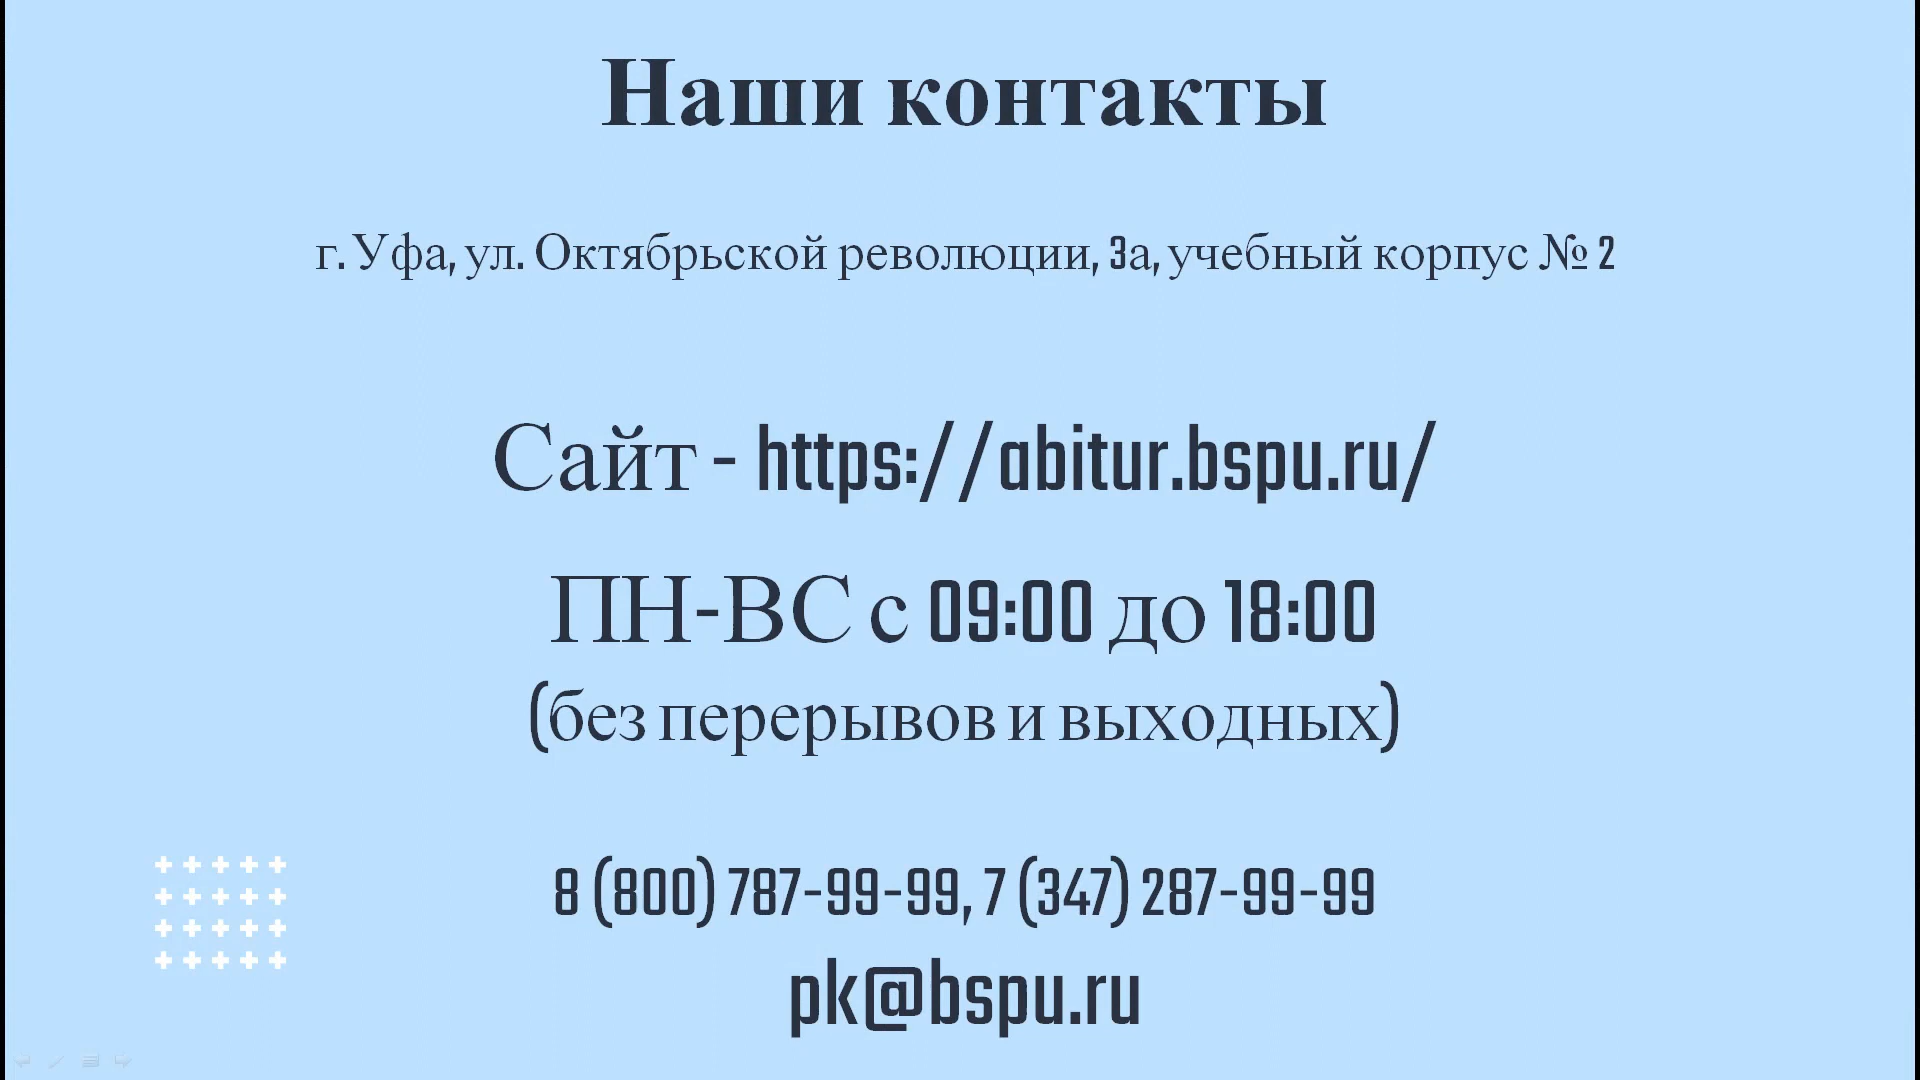 Наши контакты
г. Уфа, ул. Октябрьской революции, 3а, учебный корпус № 2
Сайт - https://abitur.bspu.ru/
ПН-ВС с 09:00 до 18:00
(без перерывов и выходных)
8 (800) 787-99-99, 7 (347) 287-99-99
pk@bspu.ru